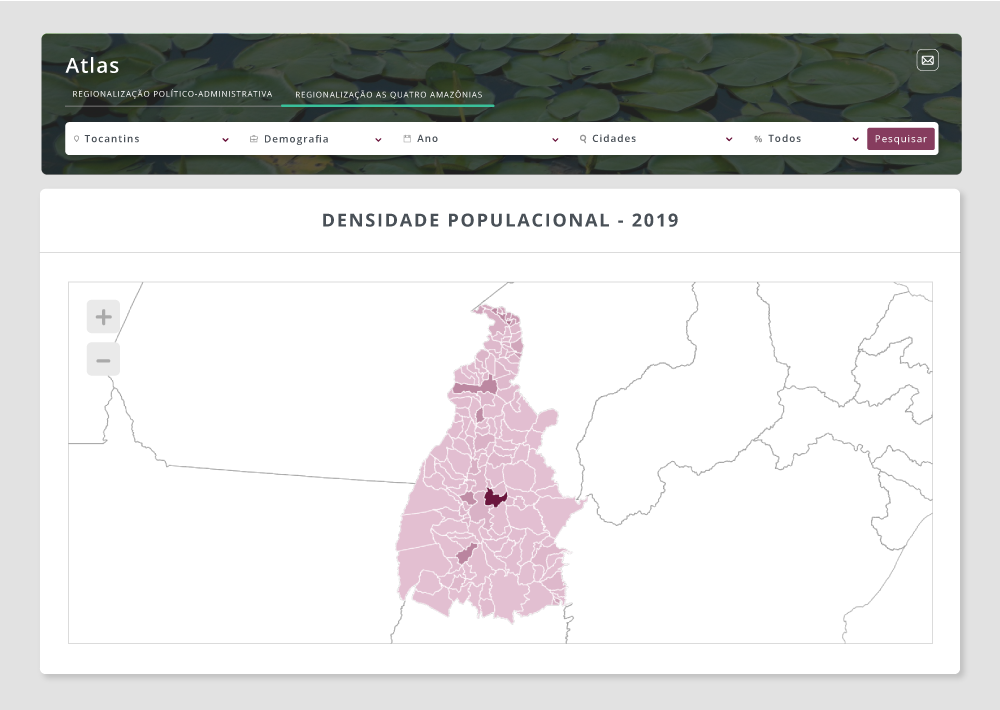 Atlas
REGIONALIZAÇÃO POLÍTICO-ADMINISTRATIVA REGIONALIZAÇÃO AS QUATRO AMAZÔNIAS
Tocantins Demografia Ano Cidades % Todos Pesquisar
DENSIDADE POPULACIONAL - 2019
+
−